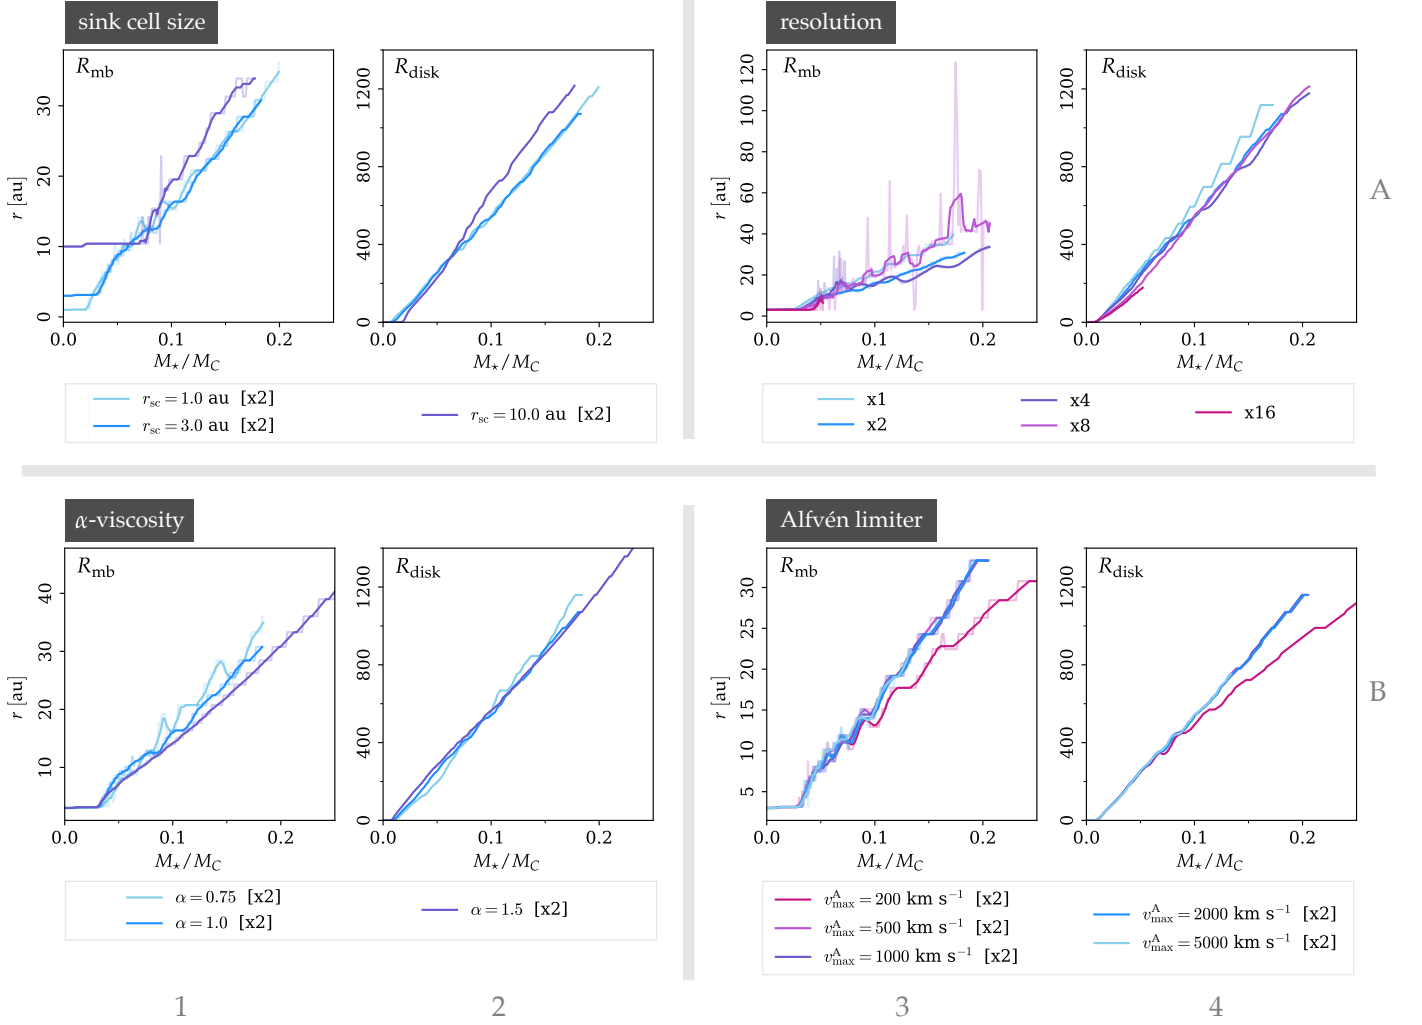 sink cell size
resolution
R_mb
R_disk
R_mb
R_disk
r [au]
0
10
20
30
0
400
800
1200
r [au]
0
20
40
60
80
100
120
0
400
800
1200
A
0.0 0.1 0.2
0.0 0.1 0.2
0.0 0.1 0.2
0.0 0.1 0.2
M⋆/M_C
M⋆/M_C
M⋆/M_C
M⋆/M_C
r_sc = 1.0 au [x2]
r_sc = 3.0 au [x2]
r_sc = 10.0 au [x2]
x1
x2
x4
x8
x16
α-viscosity
Alfvén limiter
R_mb
R_disk
R_mb
R_disk
r [au]
10
20
30
40
0
400
800
1200
r [au]
5
10
15
20
25
30
0
400
800
1200
B
0.0 0.1 0.2
0.0 0.1 0.2
0.0 0.1 0.2
0.0 0.1 0.2
M⋆/M_C
M⋆/M_C
M⋆/M_C
M⋆/M_C
α = 0.75 [x2]
α = 1.0 [x2]
α = 1.5 [x2]
v^A_max = 200 km s⁻¹ [x2]
v^A_max = 500 km s⁻¹ [x2]
v^A_max = 1000 km s⁻¹ [x2]
v^A_max = 2000 km s⁻¹ [x2]
v^A_max = 5000 km s⁻¹ [x2]
1 2 3 4